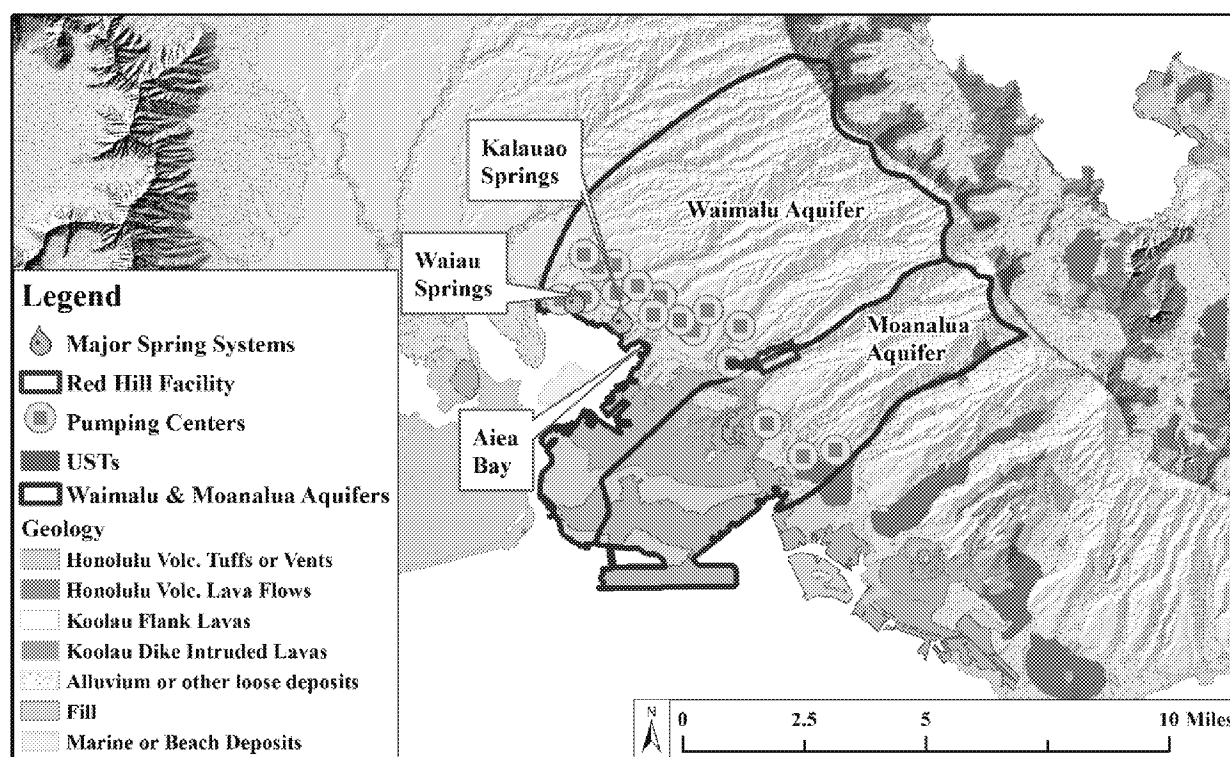 Kalauao
Springs
Waimalu Aquifer
Waiau
Springs
Moanalua
Aquifer
Aiea
Bay
Legend
Major Spring Systems
Red Hill Facility
Pumping Centers
USTs
Waimalu & Moanalua Aquifers
Geology
Honolulu Volc. Tuffs or Vents
Honolulu Volc. Lava Flows
Koolau Flank Lavas
Koolau Dike Intruded Lavas
Alluvium or other loose deposits
Fill
Marine or Beach Deposits
N
0 2.5 5 10 Miles